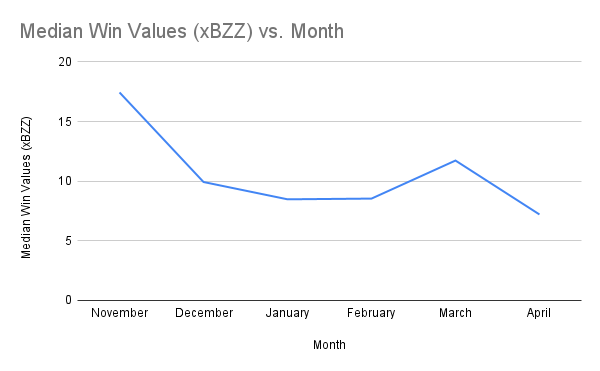 Median Win Values (xBZZ) vs. Month
Median Win Values (xBZZ)
20
15
10
5
0
November December January February March April
Month